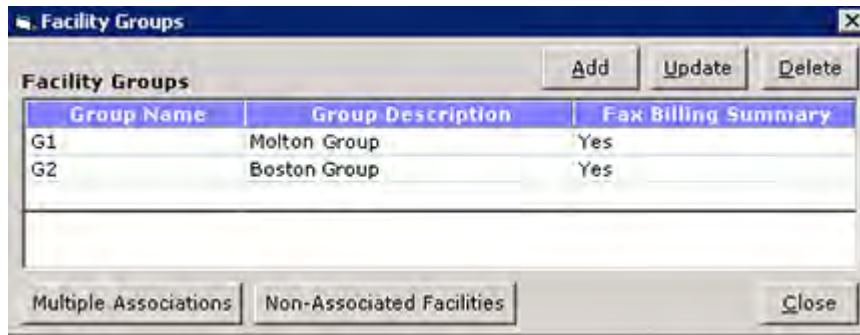 Facility Groups
Add Update Delete
Facility Groups
Group Name Group Description Fax Billing Summary
G1 Molton Group Yes
G2 Boston Group Yes
Multiple Associations Non-Associated Facilities Close